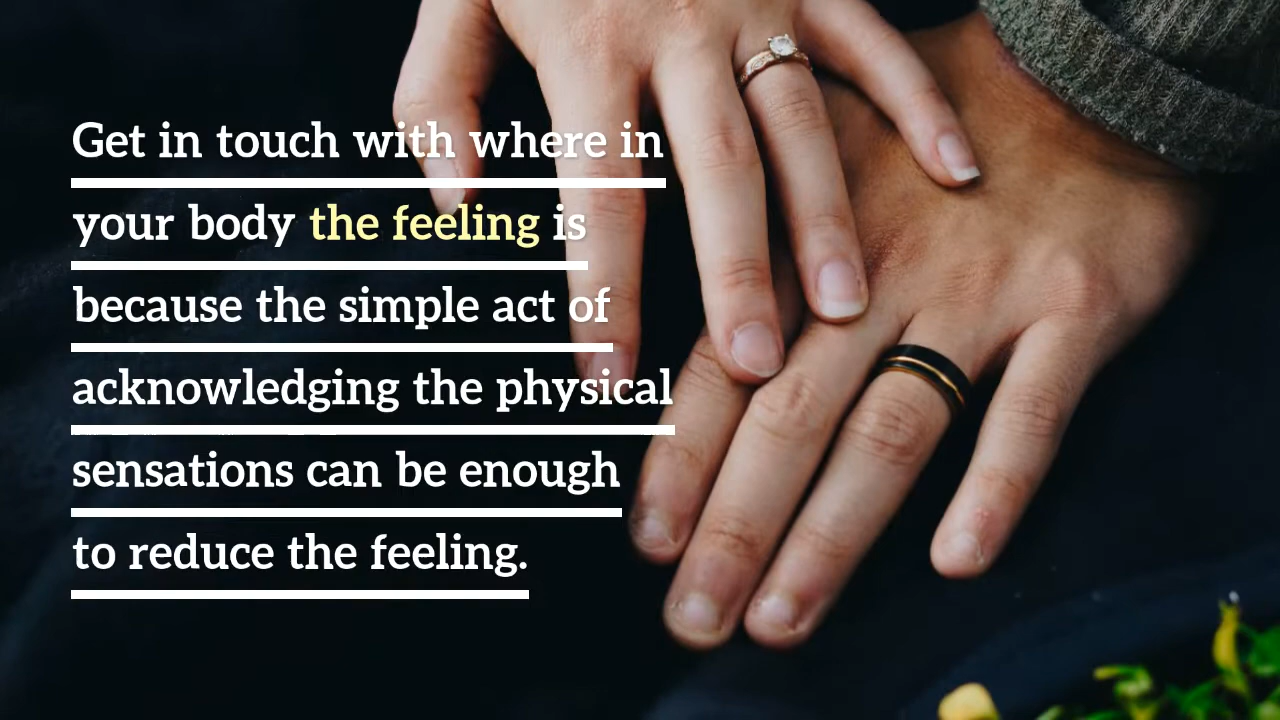 Get in touch with where in
your body the feeling is
because the simple act of
acknowledging the physical
sensations can be enough
to reduce the feeling.